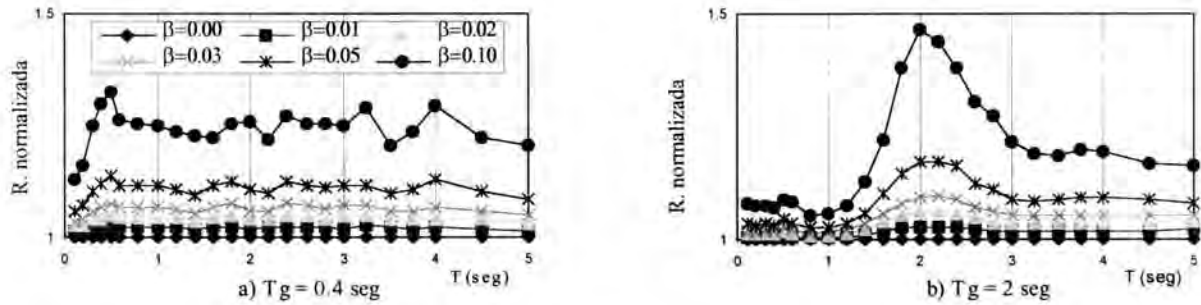 1.5
β=0.00 β=0.01 β=0.02
β=0.03 β=0.05 β=0.10
R. normalizada
1
0 1 2 3 4 5
T (seg)
a) Tg = 0.4 seg
1.5
R. normalizada
1
0 1 2 3 4 5
T (seg)
b) Tg = 2 seg